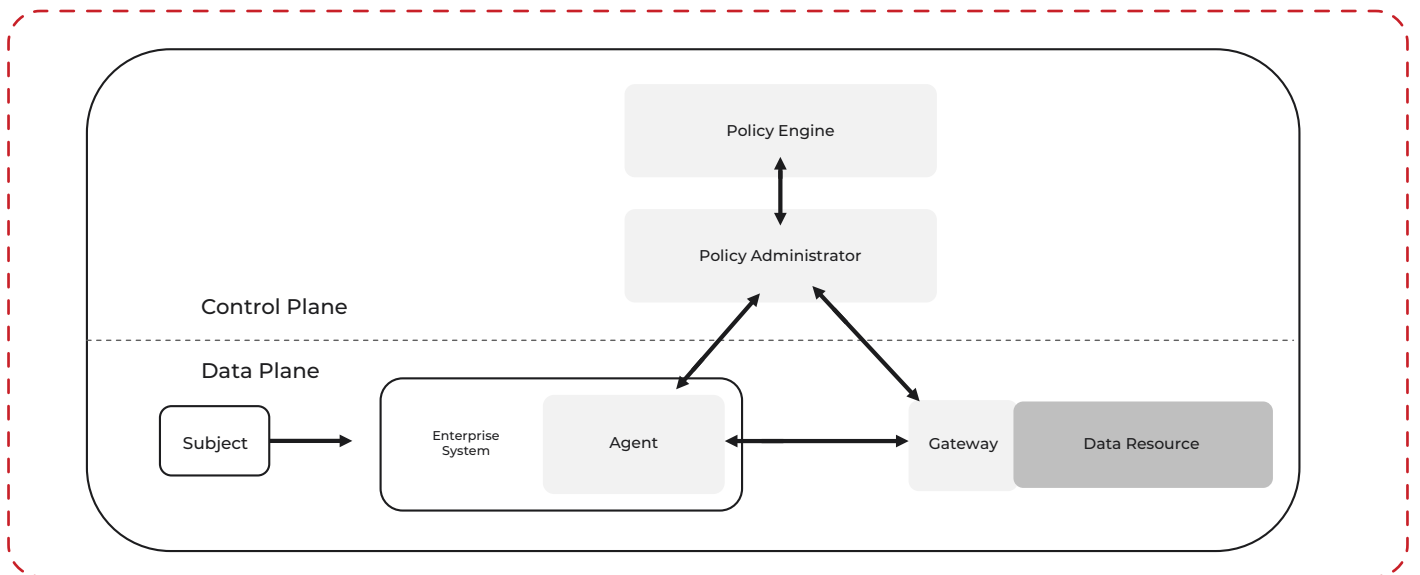 Policy Engine
Policy Administrator
Control Plane
Data Plane
Subject
Enterprise
System
Agent
Gateway
Data Resource